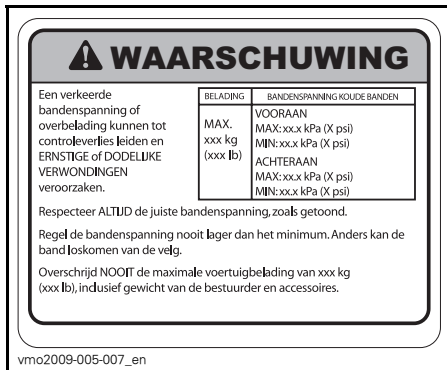 WAARSCHUWING
Een verkeerde
bandenspanning of
overbelading kunnen tot
controleverlies leiden en
ERNSTIGE of DODELIJKE
VERWONDINGEN
veroorzaken.
BELADING
BANDENSPANNING KOUDE BANDEN
MAX.
xxx kg
(xxx lb)
VOORAAN
MAX: xx.x kPa (X psi)
MIN: xx.x kPa (X psi)
ACHTERAAN
MAX: xx.x kPa (X psi)
MIN: xx.x kPa (X psi)
Respecteer ALTIJD de juiste bandenspanning, zoals getoond.
Regel de bandenspanning nooit lager dan het minimum. Anders kan de
band loskomen van de velg.
Overschrijd NOOIT de maximale voertuigbelading van xxx kg
(xxx lb), inclusief gewicht van de bestuurder en accessoires.
vmo2009-005-007_en